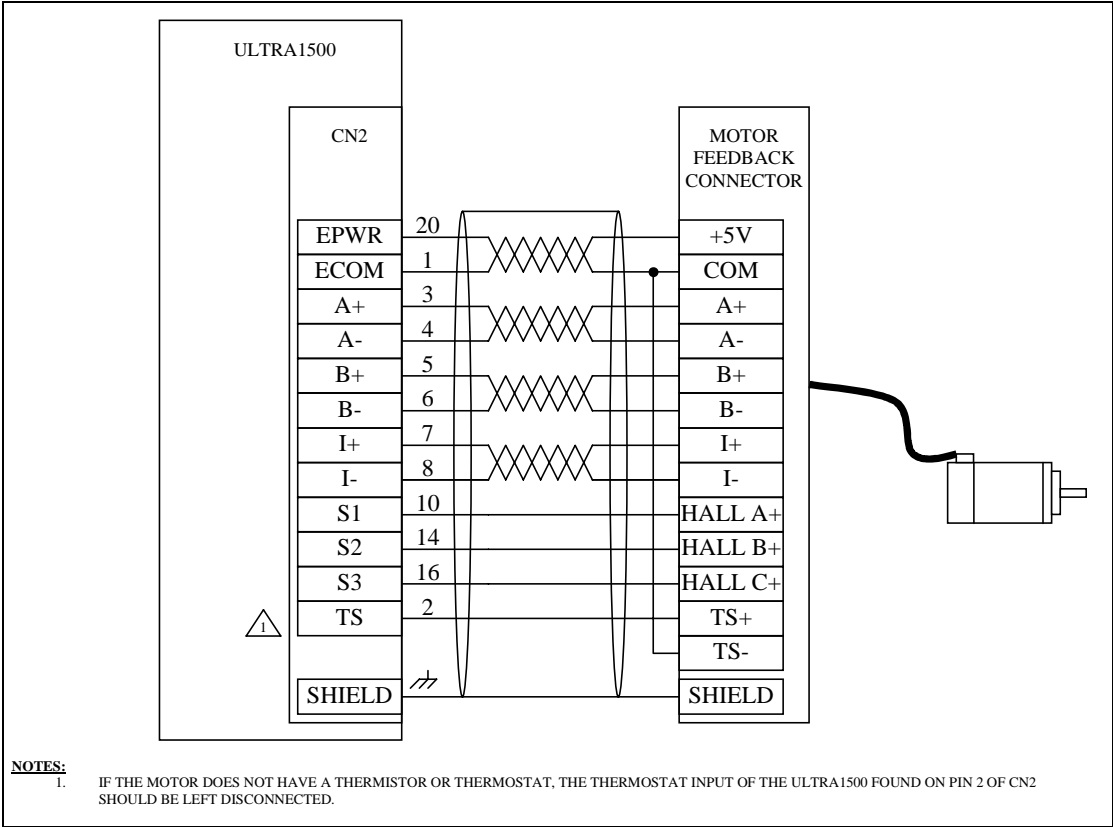 ULTRA1500
CN2
MOTOR
FEEDBACK
CONNECTOR
EPWR 20 +5V
ECOM 1 COM
A+ 3 A+
A- 4 A-
B+ 5 B+
B- 6 B-
I+ 7 I+
I- 8 I-
S1 10 HALL A+
S2 14 HALL B+
S3 16 HALL C+
1 TS 2 TS+
TS-
SHIELD SHIELD
NOTES:
1. IF THE MOTOR DOES NOT HAVE A THERMISTOR OR THERMOSTAT, THE THERMOSTAT INPUT OF THE ULTRA1500 FOUND ON PIN 2 OF CN2
SHOULD BE LEFT DISCONNECTED.